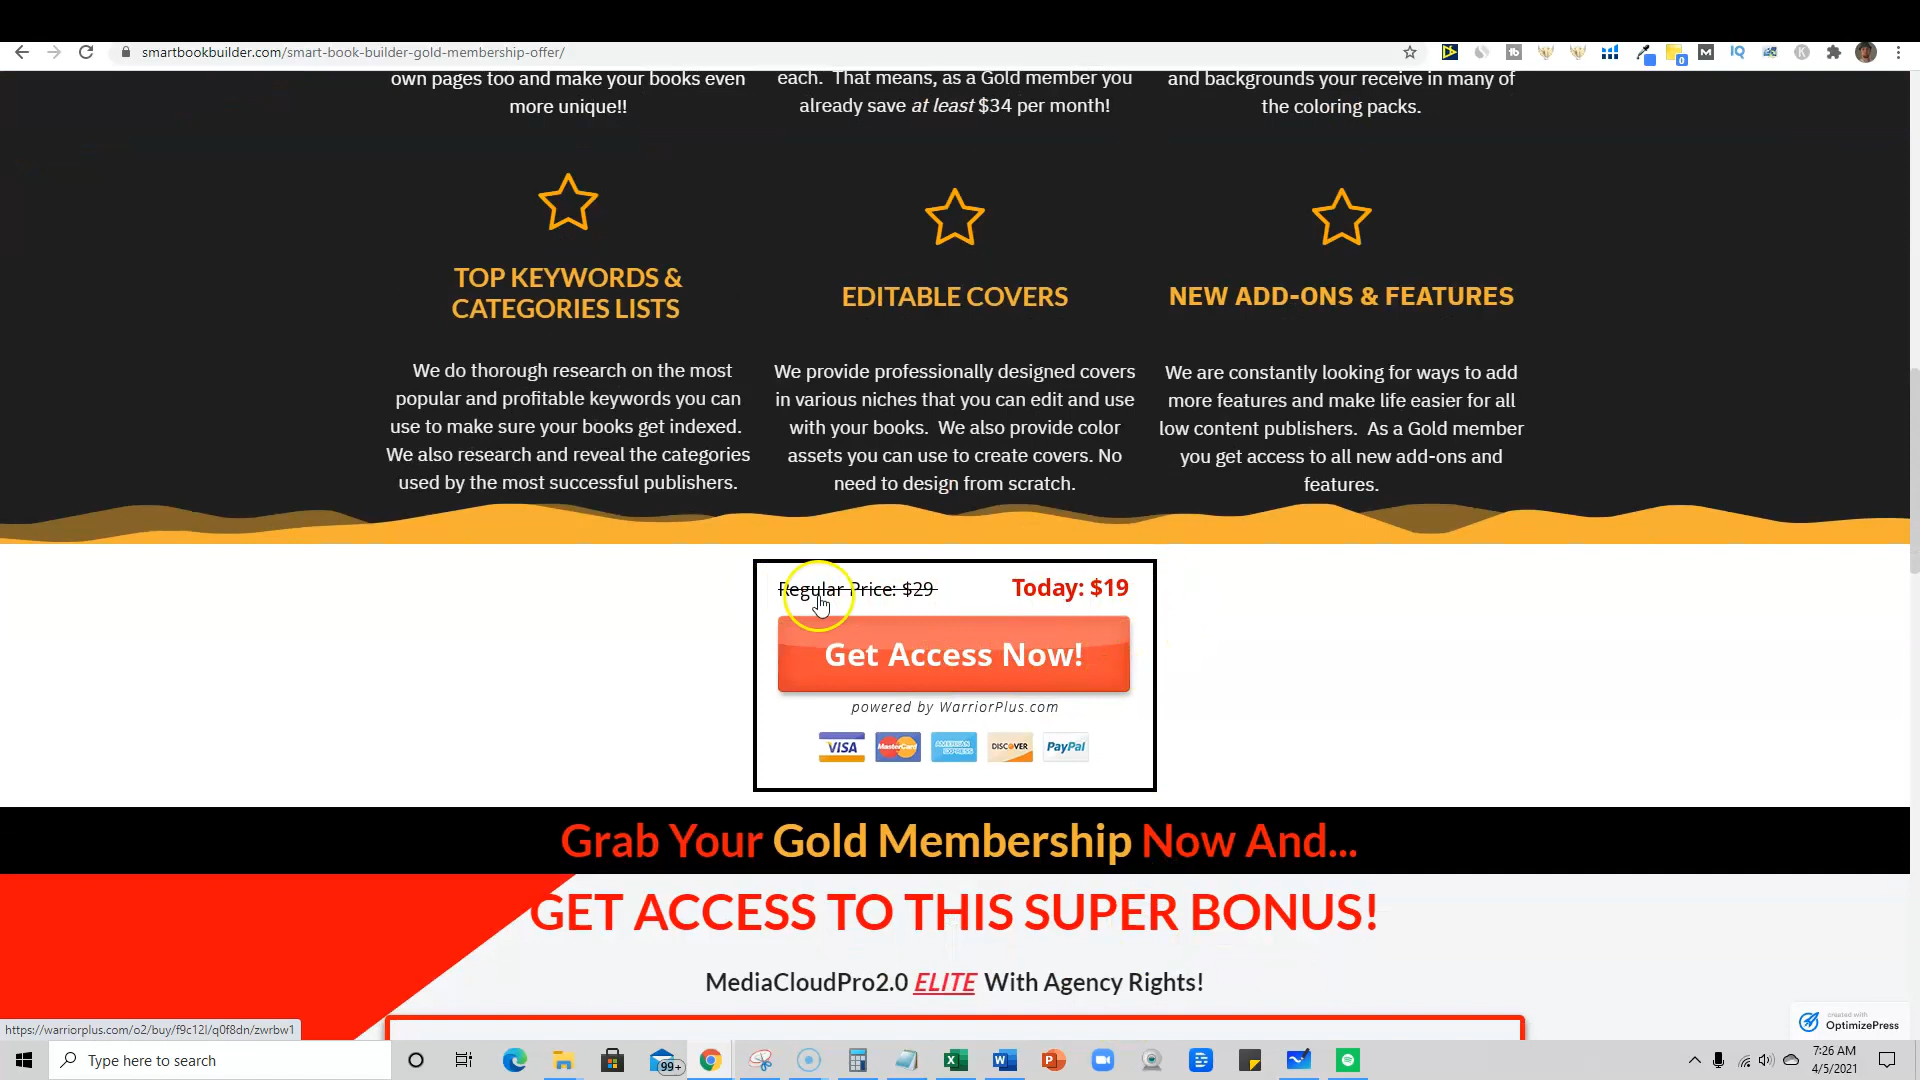 smartbookbuilder.com/smart-book-builder-gold-membership-offer/
own pages too and make your books even
more unique!!
each. That means, as a Gold member you
already save at least $34 per month!
and backgrounds your receive in many of
the coloring packs.
TOP KEYWORDS &
CATEGORIES LISTS
We do thorough research on the most
popular and profitable keywords you can
use to make sure your books get indexed.
We also research and reveal the categories
used by the most successful publishers.
EDITABLE COVERS
We provide professionally designed covers
in various niches that you can edit and use
with your books. We also provide color
assets you can use to create covers. No
need to design from scratch.
NEW ADD-ONS & FEATURES
We are constantly looking for ways to add
more features and make life easier for all
low content publishers. As a Gold member
you get access to all new add-ons and
features.
Regular Price: $29
Today: $19
Get Access Now!
powered by WarriorPlus.com
VISA
MasterCard
AMERICAN EXPRESS
DISCOVER
PayPal
Grab Your Gold Membership Now And...
GET ACCESS TO THIS SUPER BONUS!
MediaCloudPro2.0 ELITE With Agency Rights!
https://warriorplus.com/o2/buy/f9c12l/q0f8dn/zwrbw1
created with
OptimizePress
Type here to search
99+
7:26 AM
4/5/2021